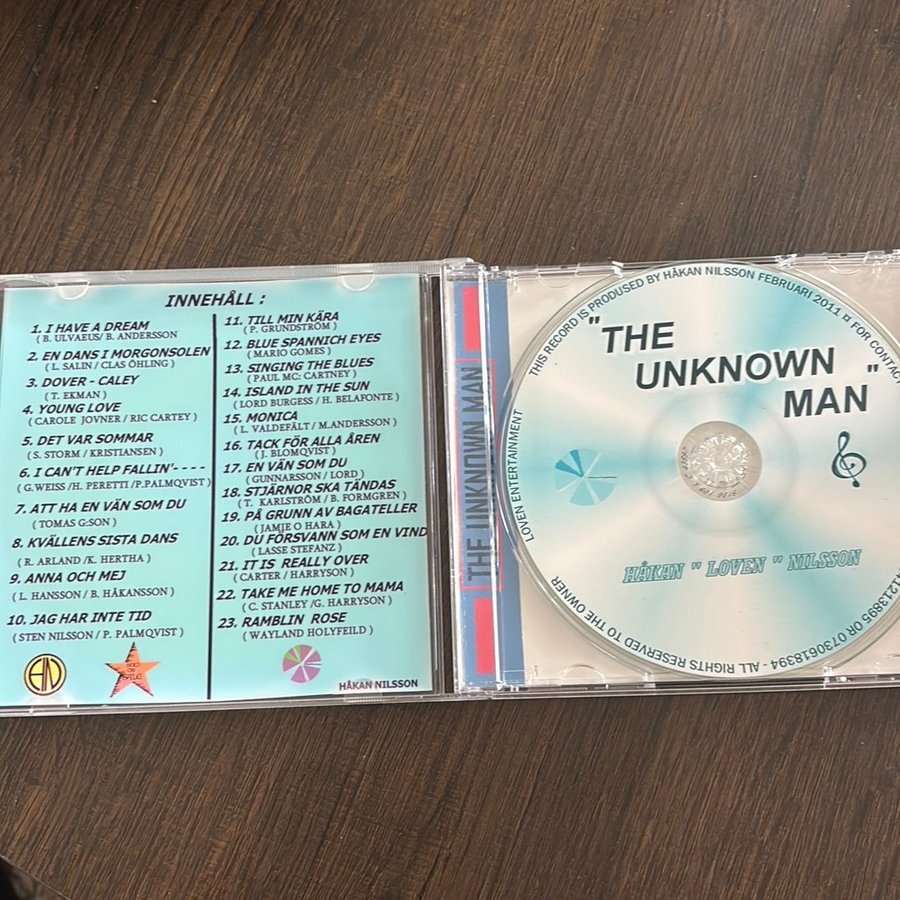 INNEHÅLL :
1. I HAVE A DREAM
( B. ULVAEUS/ B. ANDERSSON
2. EN DANS I MORGONSOLEN
( L. SALIN / CLAS ÖHLING )
3. DOVER - CALEY
( T. EKMAN )
4. YOUNG LOVE
( CAROLE JOVNER / RIC CARTEY )
5. DET VAR SOMMAR
( S. STORM / KRISTIANSEN )
6. I CAN'T HELP FALLIN'- - - -
( G.WEISS /H. PERETTI /P.PALMQVIST )
7. ATT HA EN VÄN SOM DU
( TOMAS G:SON )
8. KVÄLLENS SISTA DANS
( R. ARLAND /K. HERTHA )
9. ANNA OCH MEJ
( L. HANSSON / B. HÅKANSSON )
10. JAG HAR INTE TID
( STEN NILSSON / P. PALMQVIST )
HN
11. TILL MIN KÄRA
( P. GRUNDSTRÖM )
12. BLUE SPANNICH EYES
( MARIO GOMES )
13. SINGING THE BLUES
( PAUL MC: CARTNEY )
14. ISLAND IN THE SUN
( LORD BURGESS / H. BELAFONTE )
15. MONICA
( L. VALDEFÄLT / M.ANDERSSON )
16. TACK FÖR ALLA ÅREN
( J. BLOMQVIST )
17. EN VÄN SOM DU
( GUNNARSSON / LORD )
18. STJÄRNOR SKA TÄNDAS
( T. KARLSTRÖM / B. FORMGREN )
19. PÅ GRUNN AV BAGATELLER
( JAMJE O HARA )
20. DU FÖRSVANN SOM EN VIND
( LASSE STEFANZ )
21. IT IS REALLY OVER
( CARTER / HARRYSON )
22. TAKE ME HOME TO MAMA
( C. STANLEY /G. HARRYSON )
23. RAMBLIN ROSE
( WAYLAND HOLYFEILD )
HÅKAN NILSSON
THE UNKNOWN MAN
THIS RECORD IS PRODUSED BY HÅKAN NILSSON FEBRUARI 2011 ¤ FOR CONTACT
"THE
UNKNOWN
MAN"
LOVEN ENTERTAINMENT
HÅKAN " LOVEN " NILSSON
1213895 OR 0730618394 - ALL RIGHTS RESERVED TO THE OWNER